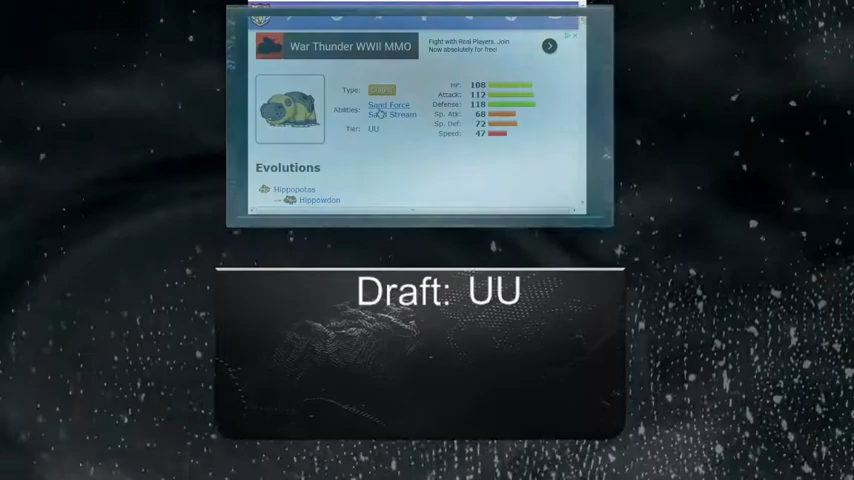 War Thunder WWII MMO
Fight with Real Players. Join
Now absolutely for free!
Type: Ground
Abilities: Sand Force
Sand Stream
Tier: UU
HP: 108
Attack: 112
Defense: 118
Sp. Atk: 68
Sp. Def: 72
Speed: 47
Evolutions
Hippopotas
→ Hippowdon
Draft: UU